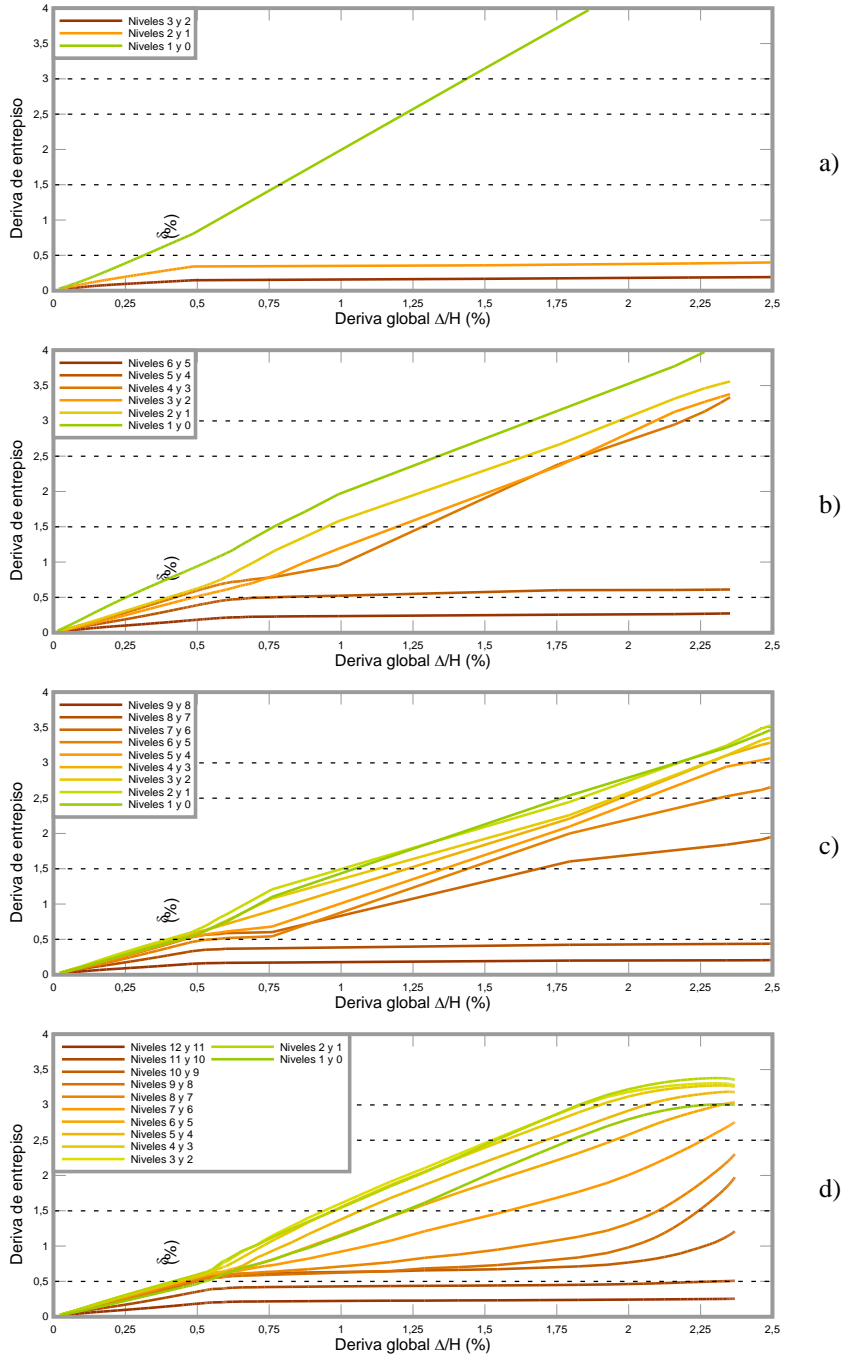 4
3,5
3
2,5
2
1,5
1
0,5
0
Deriva de entrepiso
δ (%)
Niveles 3 y 2
Niveles 2 y 1
Niveles 1 y 0
0 0,25 0,5 0,75 1 1,25 1,5 1,75 2 2,25 2,5
Deriva global Δ/H (%)
a)
4
3,5
3
2,5
2
1,5
1
0,5
0
Deriva de entrepiso
δ (%)
Niveles 6 y 5
Niveles 5 y 4
Niveles 4 y 3
Niveles 3 y 2
Niveles 2 y 1
Niveles 1 y 0
0 0,25 0,5 0,75 1 1,25 1,5 1,75 2 2,25 2,5
Deriva global Δ/H (%)
b)
4
3,5
3
2,5
2
1,5
1
0,5
0
Deriva de entrepiso
δ (%)
Niveles 9 y 8
Niveles 8 y 7
Niveles 7 y 6
Niveles 6 y 5
Niveles 5 y 4
Niveles 4 y 3
Niveles 3 y 2
Niveles 2 y 1
Niveles 1 y 0
0 0,25 0,5 0,75 1 1,25 1,5 1,75 2 2,25 2,5
Deriva global Δ/H (%)
c)
4
3,5
3
2,5
2
1,5
1
0,5
0
Deriva de entrepiso
δ (%)
Niveles 12 y 11
Niveles 11 y 10
Niveles 10 y 9
Niveles 9 y 8
Niveles 8 y 7
Niveles 7 y 6
Niveles 6 y 5
Niveles 5 y 4
Niveles 4 y 3
Niveles 3 y 2
Niveles 2 y 1
Niveles 1 y 0
0 0,25 0,5 0,75 1 1,25 1,5 1,75 2 2,25 2,5
Deriva global Δ/H (%)
d)